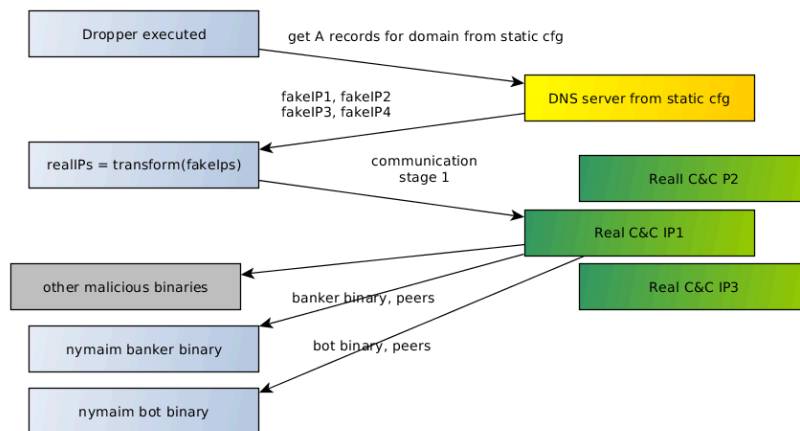 Dropper executed
get A records for domain from static cfg
DNS server from static cfg
fakeIP1, fakeIP2
fakeIP3, fakeIP4
realIPs = transform(fakeIps)
communication
stage 1
Reall C&C P2
Real C&C IP1
Real C&C IP3
other malicious binaries
banker binary, peers
nymaim banker binary
bot binary, peers
nymaim bot binary